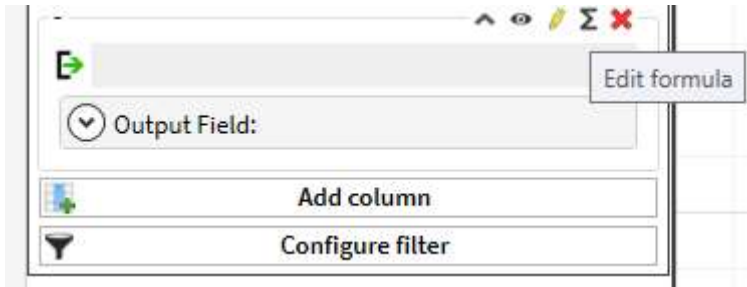 Edit formula
Output Field:
Add column
Configure filter